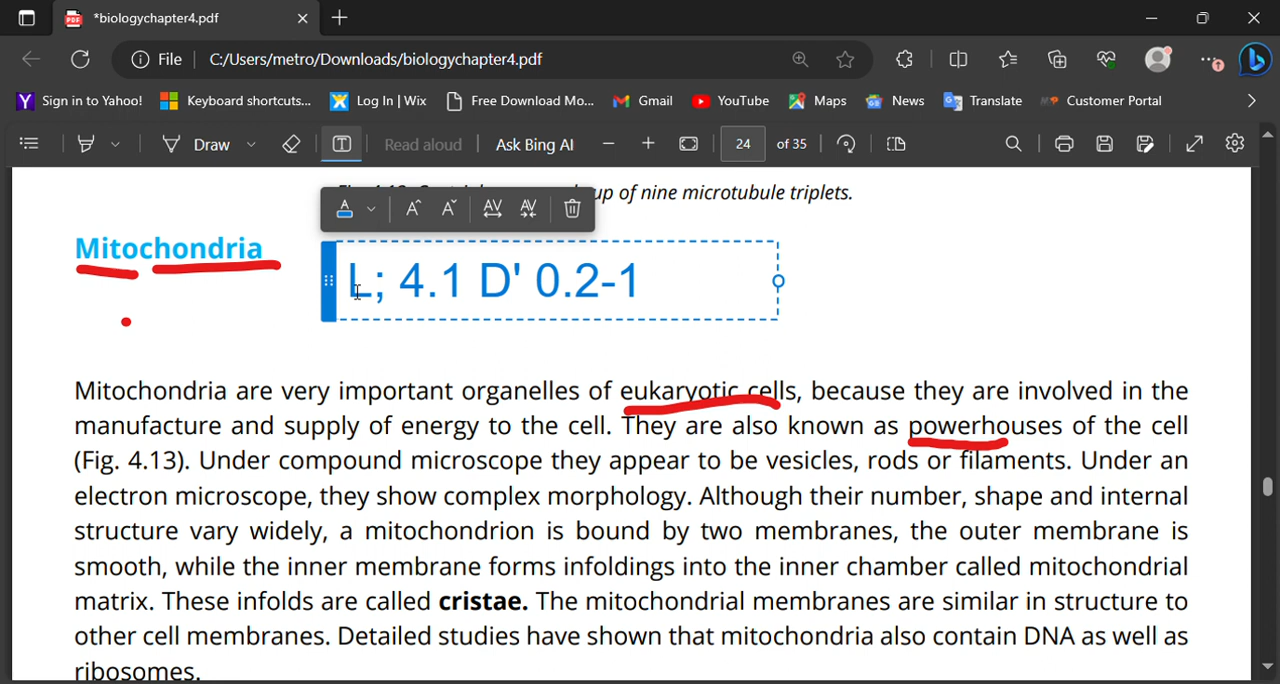 *biologychapter4.pdf
File C:/Users/metro/Downloads/biologychapter4.pdf
Sign in to Yahoo! Keyboard shortcuts... Log In | Wix Free Download Mo... Gmail YouTube Maps News Translate Customer Portal
Draw Read aloud Ask Bing AI 24 of 35
up of nine microtubule triplets.
Mitochondria
L; 4.1 D' 0.2-1
Mitochondria are very important organelles of eukaryotic cells, because they are involved in the
manufacture and supply of energy to the cell. They are also known as powerhouses of the cell
(Fig. 4.13). Under compound microscope they appear to be vesicles, rods or filaments. Under an
electron microscope, they show complex morphology. Although their number, shape and internal
structure vary widely, a mitochondrion is bound by two membranes, the outer membrane is
smooth, while the inner membrane forms infoldings into the inner chamber called mitochondrial
matrix. These infolds are called cristae. The mitochondrial membranes are similar in structure to
other cell membranes. Detailed studies have shown that mitochondria also contain DNA as well as
ribosomes.